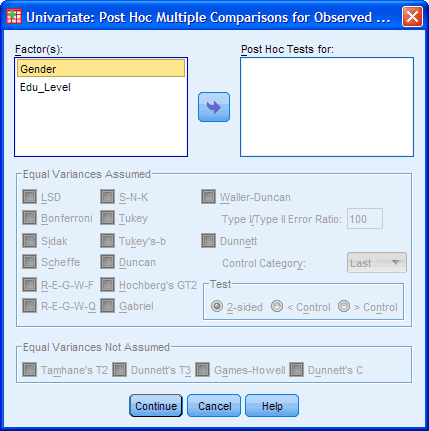 Univariate: Post Hoc Multiple Comparisons for Observed ...
Factor(s):
Gender
Edu_Level
Post Hoc Tests for:
Equal Variances Assumed
LSD
S-N-K
Waller-Duncan
Bonferroni
Tukey
Type I/Type II Error Ratio: 100
Sidak
Tukey's-b
Dunnett
Scheffe
Duncan
Control Category: Last
R-E-G-W-F
Hochberg's GT2
Test
R-E-G-W-Q
Gabriel
2-sided
< Control
> Control
Equal Variances Not Assumed
Tamhane's T2
Dunnett's T3
Games-Howell
Dunnett's C
Continue
Cancel
Help